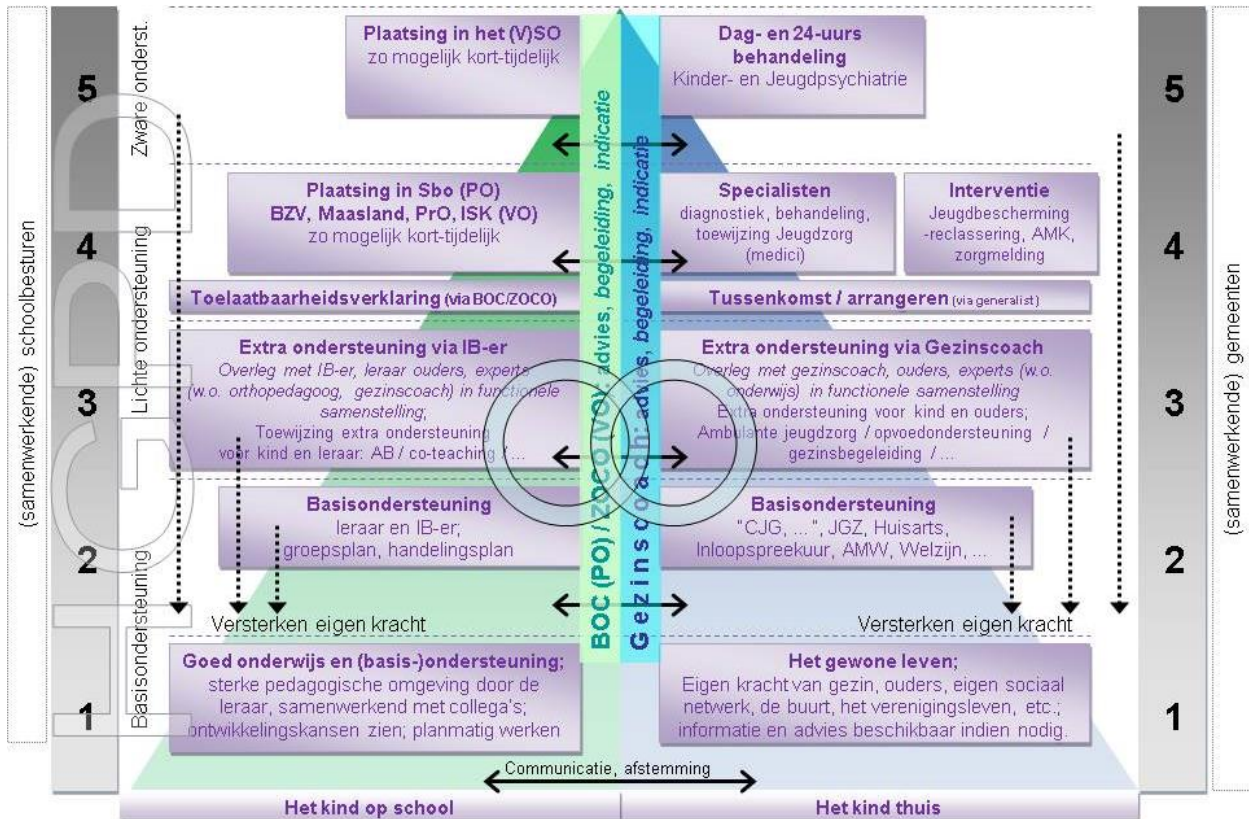 Plaatsing in het (V)SO
zo mogelijk kort-tijdelijk
Dag- en 24-uurs
behandeling
Kinder- en Jeugdpsychiatrie
5
5
Zware onderst.
Plaatsing in Sbo (PO)
BZV, Maasland, PrO, ISK (VO)
zo mogelijk kort-tijdelijk
Specialisten
diagnostiek, behandeling,
toewijzing Jeugdzorg
(medici)
Interventie
Jeugdbescherming
-reclassering, AMK,
zorgmelding
4
4
Toelaatbaarheidsverklaring (via BOC/ZOCO)
Tussenkomst / arrangeren (via generalist)
Lichte ondersteuning
Extra ondersteuning via IB-er
Overleg met IB-er, leraar ouders, experts
(w.o. orthopedagoog, gezinscoach) in functionele
samenstelling;
Toewijzing extra ondersteuning
voor kind en leraar: AB / co-teaching / ...
Extra ondersteuning via Gezinscoach
Overleg met gezinscoach, ouders, experts (w.o.
onderwijs) in functionele samenstelling
Extra ondersteuning voor kind en ouders;
Ambulante jeugdzorg / opvoedondersteuning /
gezinsbegeleiding / ...
3
3
Basisondersteuning
leraar en IB-er;
groepsplan, handelingsplan
Basisondersteuning
"CJG, ...", JGZ, Huisarts,
Inloopspreekuur, AMW, Welzijn, ...
2
2
Versterken eigen kracht
Versterken eigen kracht
Basisondersteuning
Goed onderwijs en (basis-)ondersteuning;
sterke pedagogische omgeving door de
leraar, samenwerkend met collega's;
ontwikkelingskansen zien; planmatig werken
Het gewone leven;
Eigen kracht van gezin, ouders, eigen sociaal
netwerk, de buurt, het verenigingsleven, etc.;
informatie en advies beschikbaar indien nodig.
1
1
Communicatie, afstemming
Het kind op school
Het kind thuis
(samenwerkende) schoolbesturen
(samenwerkende) gemeenten
BOC (PO) / ZOCO (VO): advies, begeleiding, indicatie
Gezinscoach: advies, begeleiding, indicatie